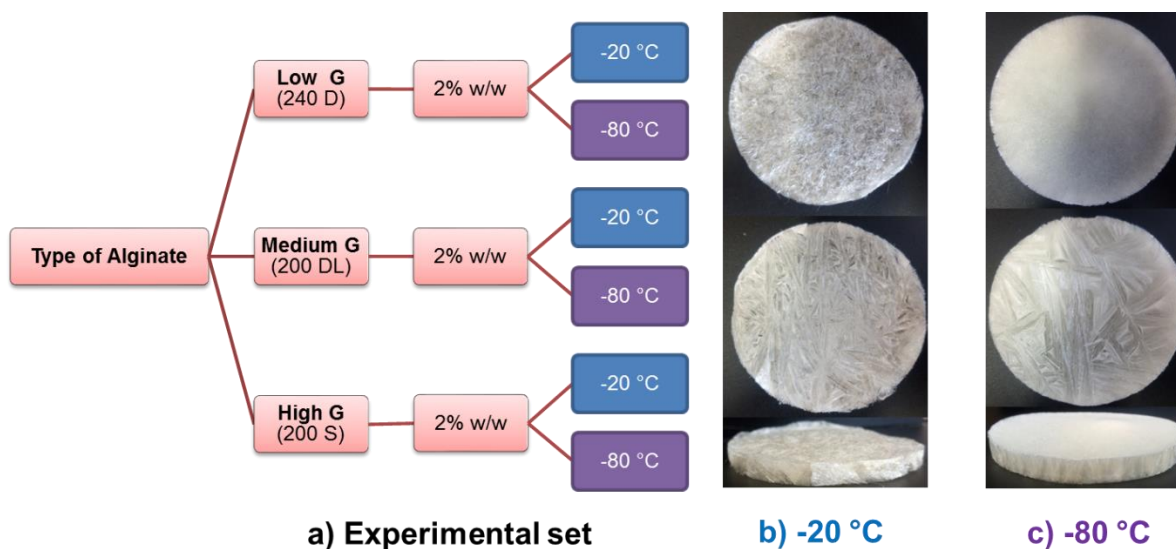 Type of Alginate
Low G
(240 D)
2% w/w
-20 °C
-80 °C
Medium G
(200 DL)
2% w/w
-20 °C
-80 °C
High G
(200 S)
2% w/w
-20 °C
-80 °C
a) Experimental set
b) -20 °C
c) -80 °C